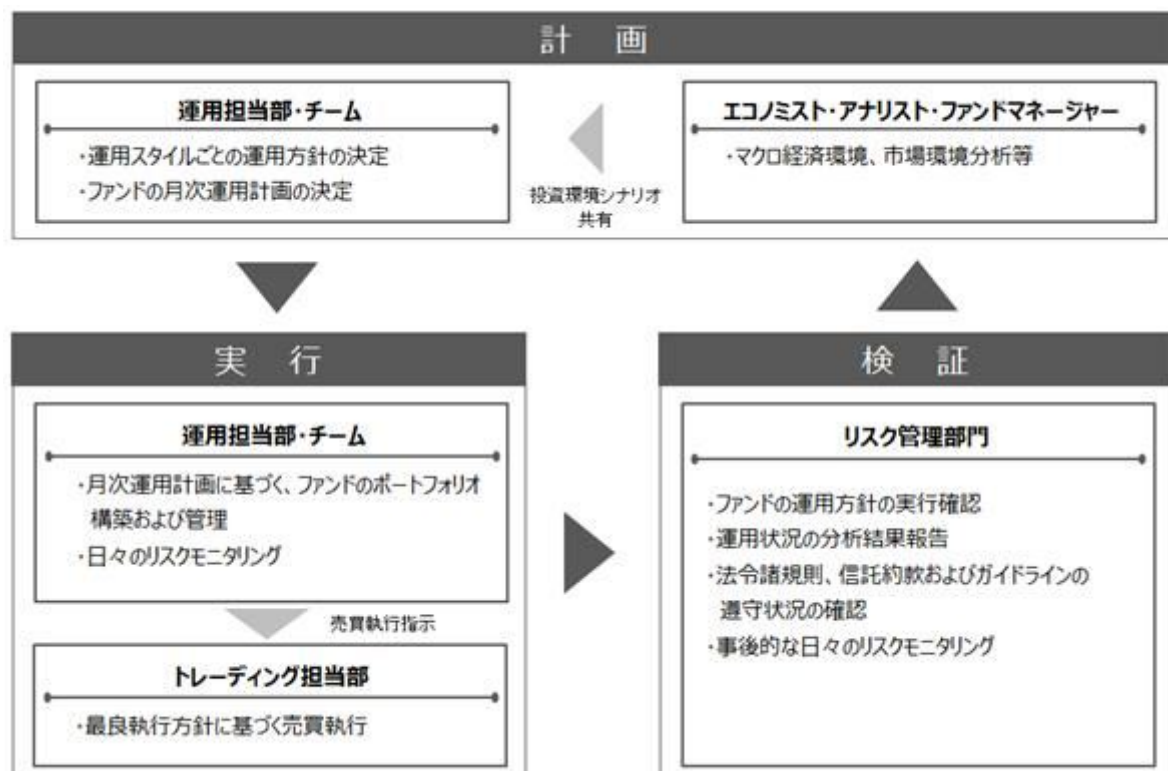 計 画
運用担当部・チーム
・運用スタイルごとの運用方針の決定
・ファンドの月次運用計画の決定
投資環境シナリオ
共有
エコノミスト・アナリスト・ファンドマネージャー
・マクロ経済環境、市場環境分析等
実 行
運用担当部・チーム
・月次運用計画に基づく、ファンドのポートフォリオ
構築および管理
・日々のリスクモニタリング
売買執行指示
トレーディング担当部
・最良執行方針に基づく売買執行
検 証
リスク管理部門
・ファンドの運用方針の実行確認
・運用状況の分析結果報告
・法令諸規則、信託約款およびガイドラインの
遵守状況の確認
・事後的な日々のリスクモニタリング